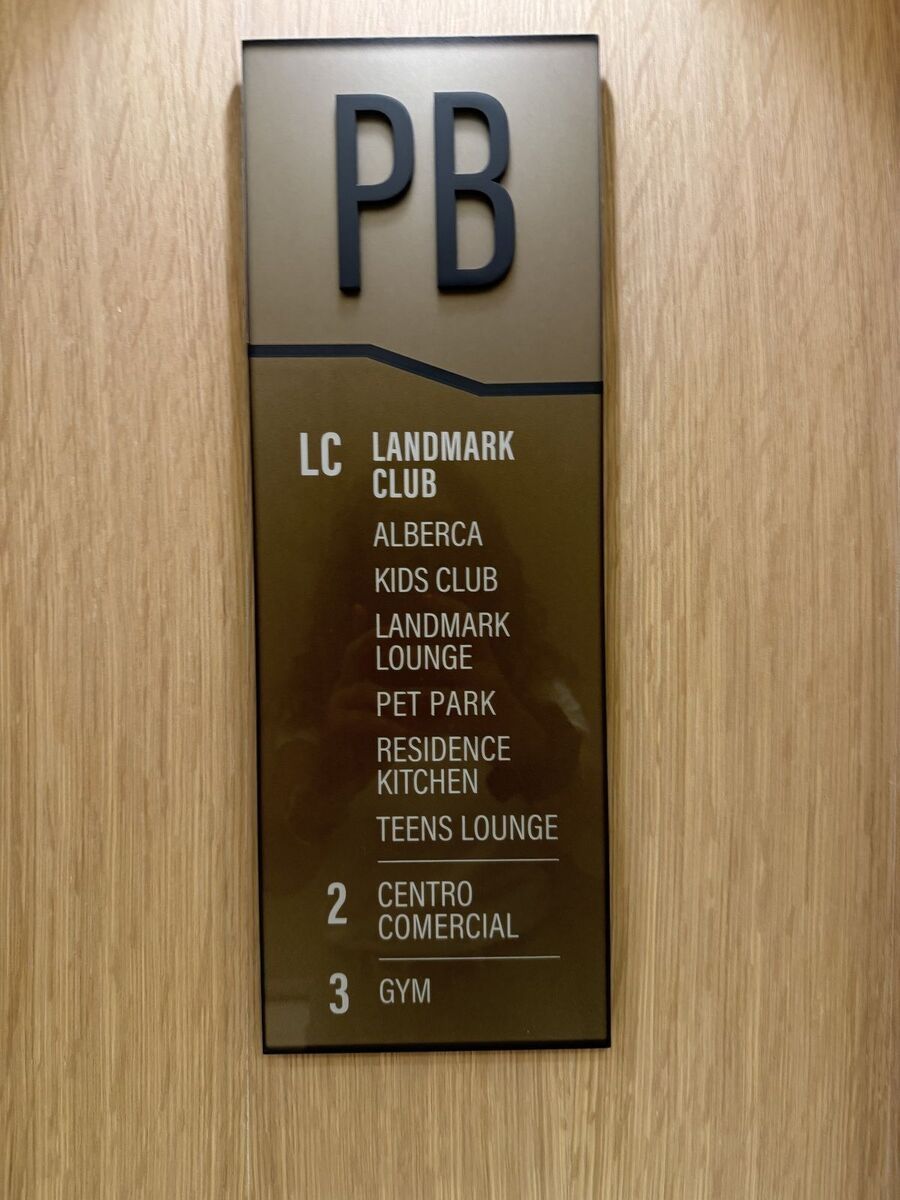 PB
LC LANDMARK
CLUB
ALBERCA
KIDS CLUB
LANDMARK
LOUNGE
PET PARK
RESIDENCE
KITCHEN
TEENS LOUNGE
2 CENTRO
COMERCIAL
3 GYM